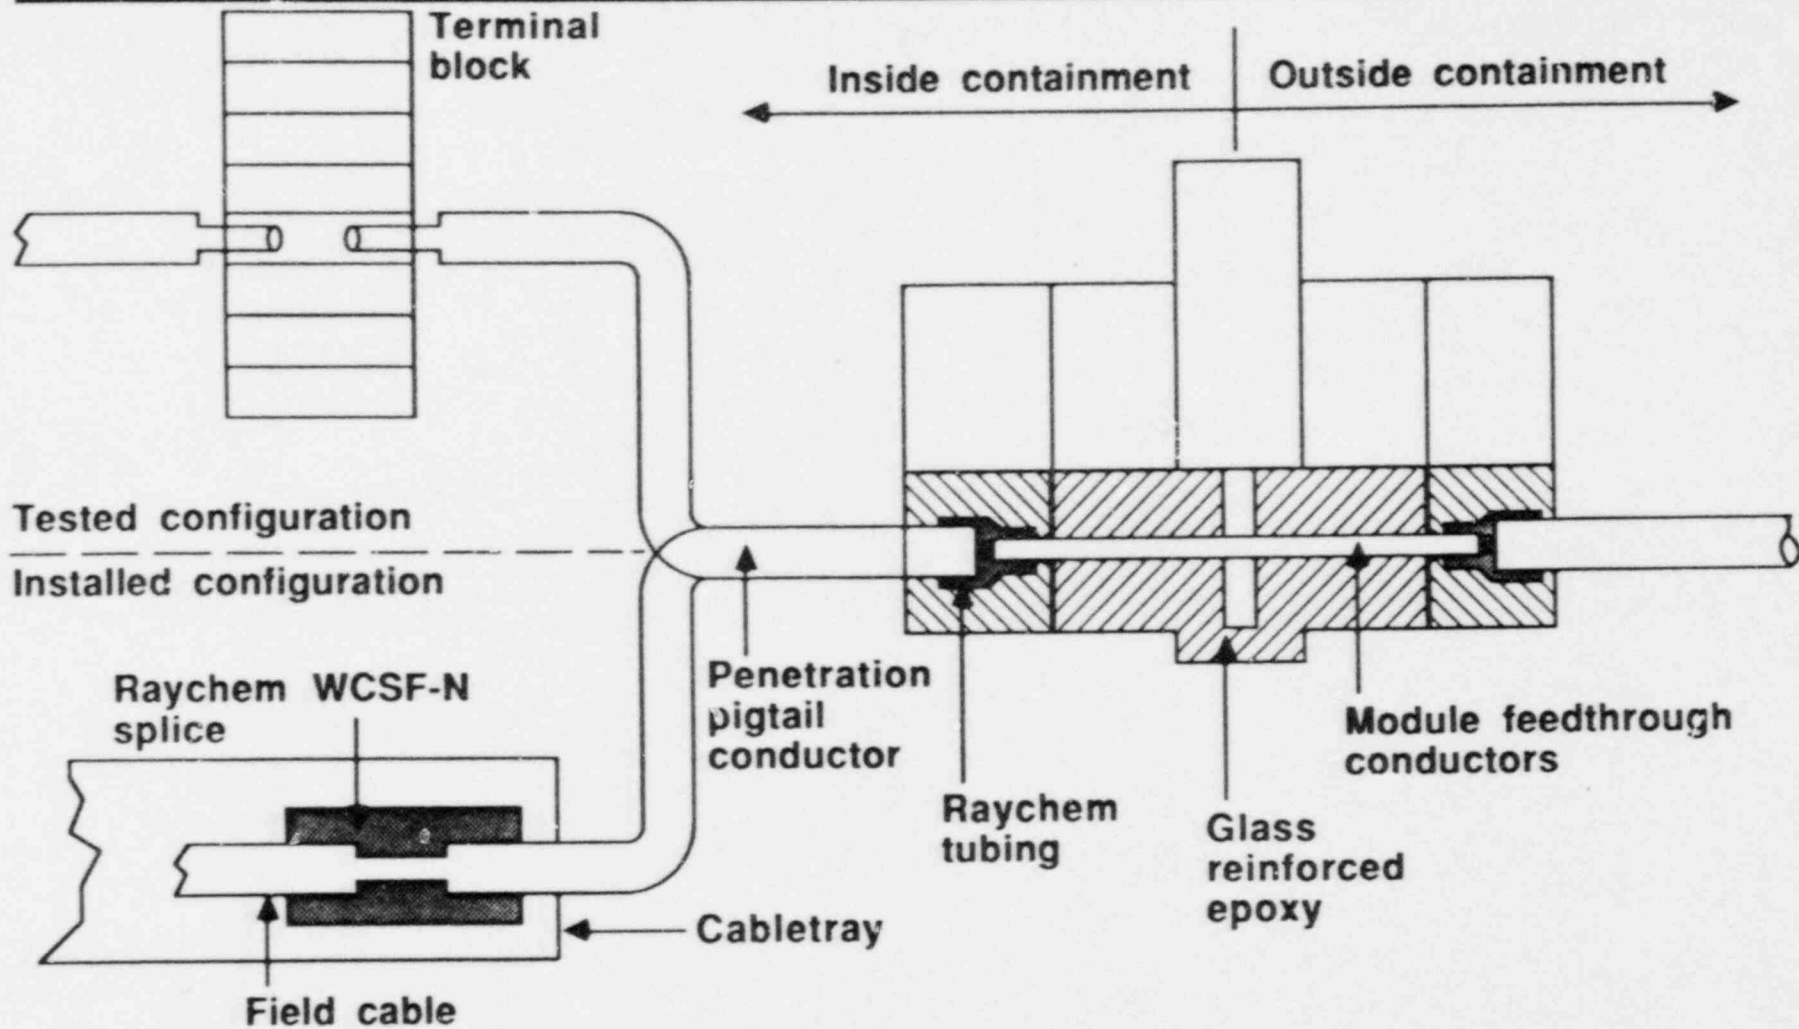 Terminal
block
Inside containment
Outside containment
Tested configuration
Installed configuration
Raychem WCSF-N
splice
Penetration
pigtail
conductor
Module feedthrough
conductors
Raychem
tubing
Glass
reinforced
epoxy
Cabletray
Field cable